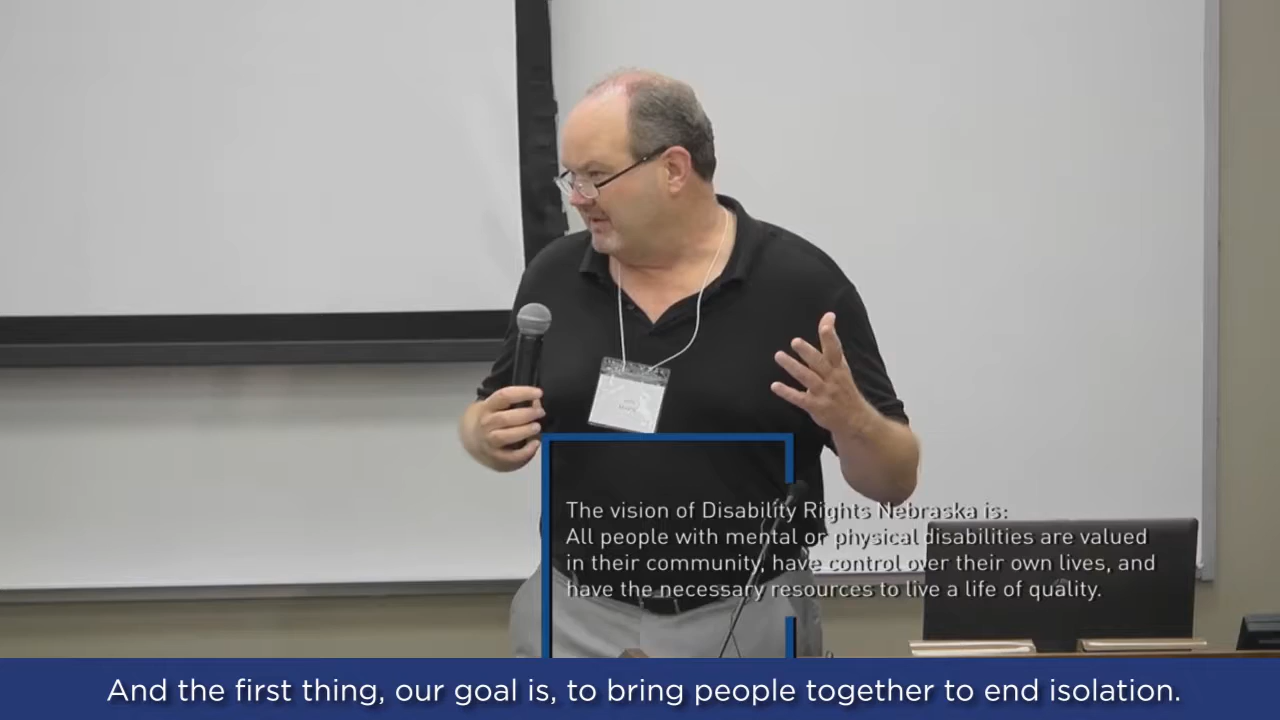 The vision of Disability Rights Nebraska is:
All people with mental or physical disabilities are valued
in their community, have control over their own lives, and
have the necessary resources to live a life of quality.
And the first thing, our goal is, to bring people together to end isolation.